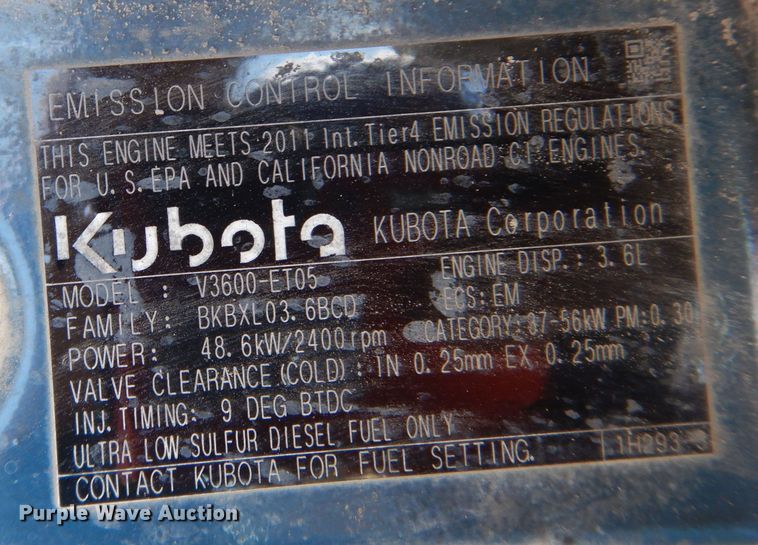 EMISSION CONTROL INFORMATION
THIS ENGINE MEETS 2011 Int. Tier4 EMISSION REGULATIONS
FOR U.S.EPA AND CALIFORNIA NONROAD CI ENGINES.
Kubota KUBOTA Corporation
MODEL : V3600-ET05 ENGINE DISP.: 3.6L
FAMILY: BKBXL03.6BCD ECS:EM
POWER: 48.6kW/2400rpm CATEGORY:37-56kW PM:0.30
VALVE CLEARANCE(COLD): IN 0.25mm EX 0.25mm
INJ.TIMING: 9 DEG BTDC
ULTRA LOW SULFUR DIESEL FUEL ONLY
CONTACT KUBOTA FOR FUEL SETTING. 1H293
Purple Wave Auction